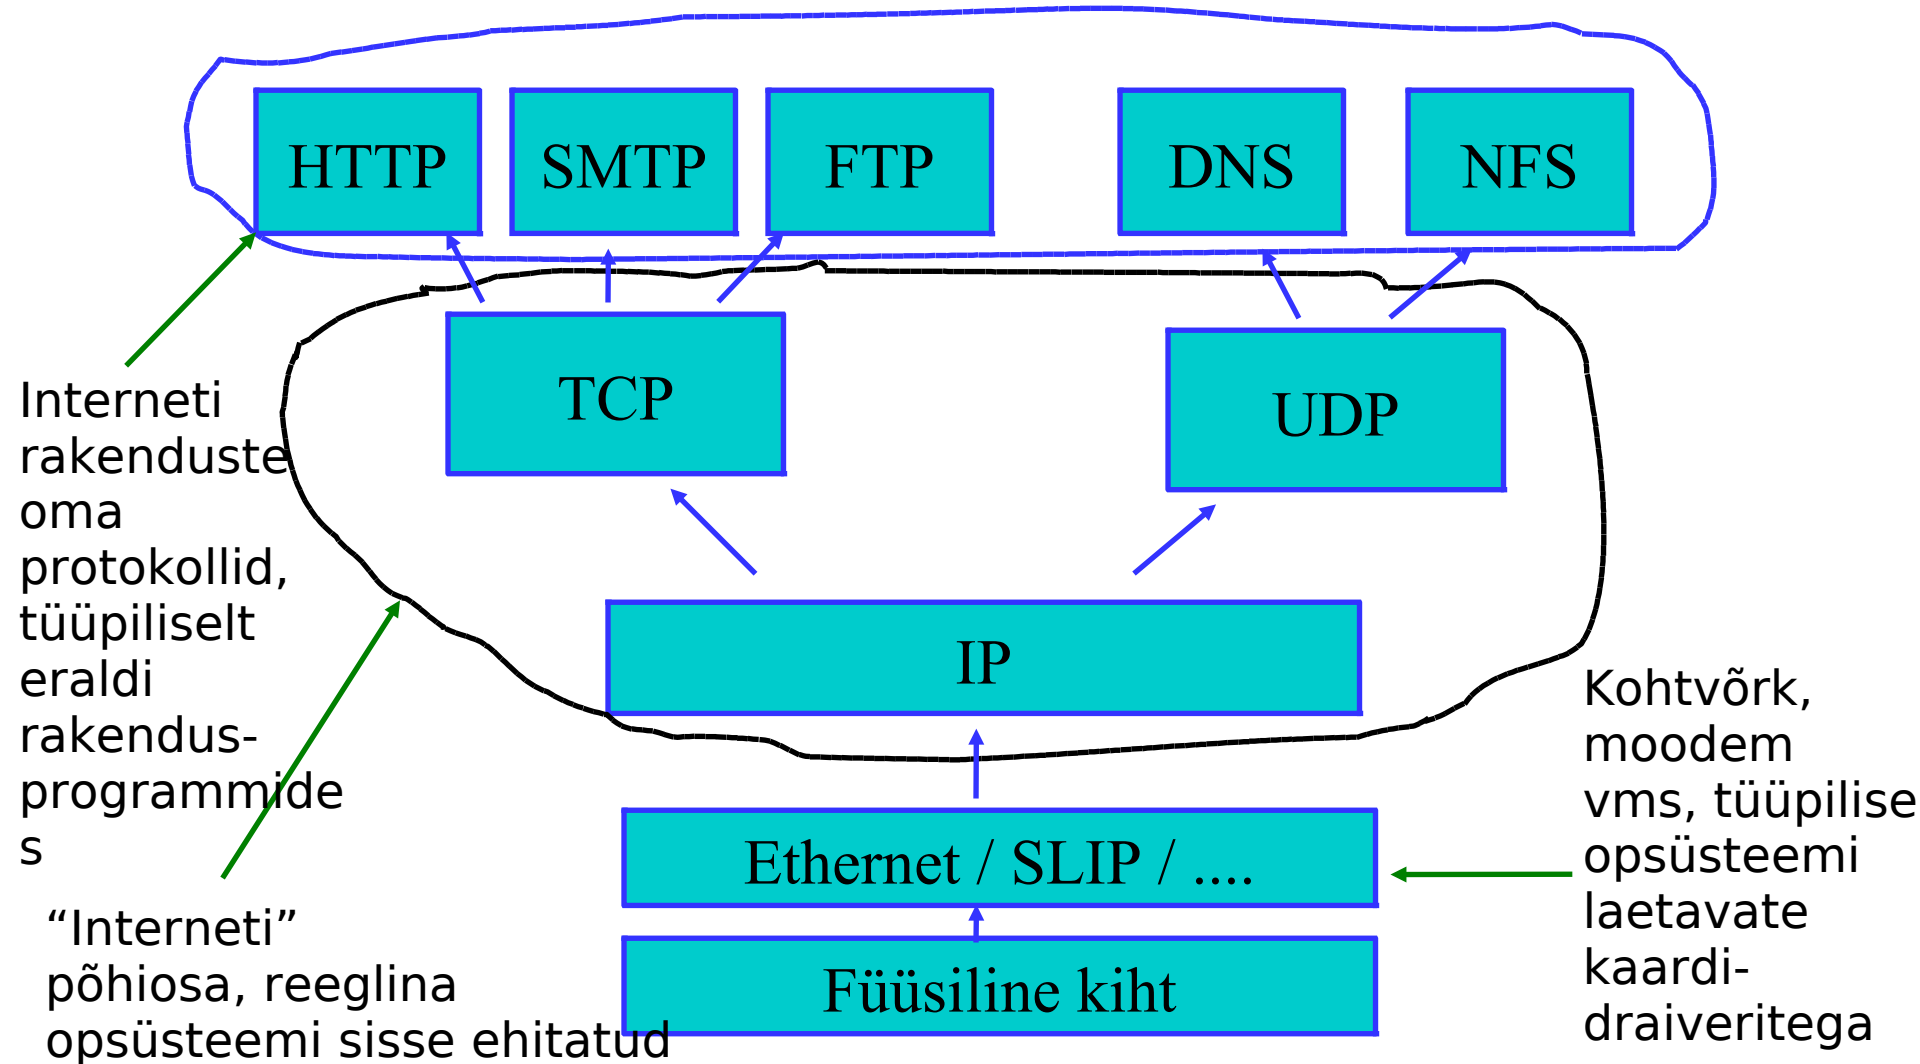 HTTP SMTP FTP DNS NFS
TCP
UDP
IP
Ethernet / SLIP / ....
Füüsiline kiht
Interneti
rakenduste
oma
protokollid,
tüüpiliselt
eraldi
rakendus-
programmide
s
“Interneti”
põhiosa, reeglina
opsüsteemi sisse ehitatud
Kohtvõrk,
moodem
vms, tüüpilise
opsüsteemi
laetavate
kaardi-
draiveritega